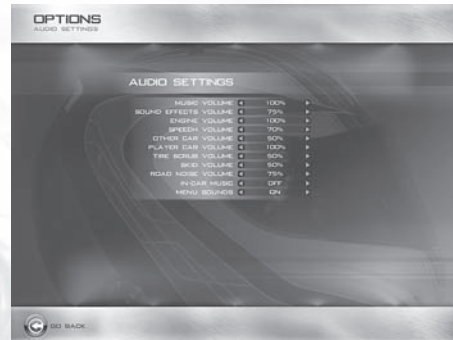 OPTIONS
AUDIO SETTINGS
AUDIO SETTINGS
MUSIC VOLUME 100%
SOUND EFFECTS VOLUME 75%
ENGINE VOLUME 100%
SPEECH VOLUME 70%
OTHER CAR VOLUME 50%
PLAYER CAR VOLUME 100%
TIRE SCRUB VOLUME 50%
SKID VOLUME 50%
ROAD NOISE VOLUME 75%
IN-CAR MUSIC OFF
MENU SOUNDS ON
GO BACK